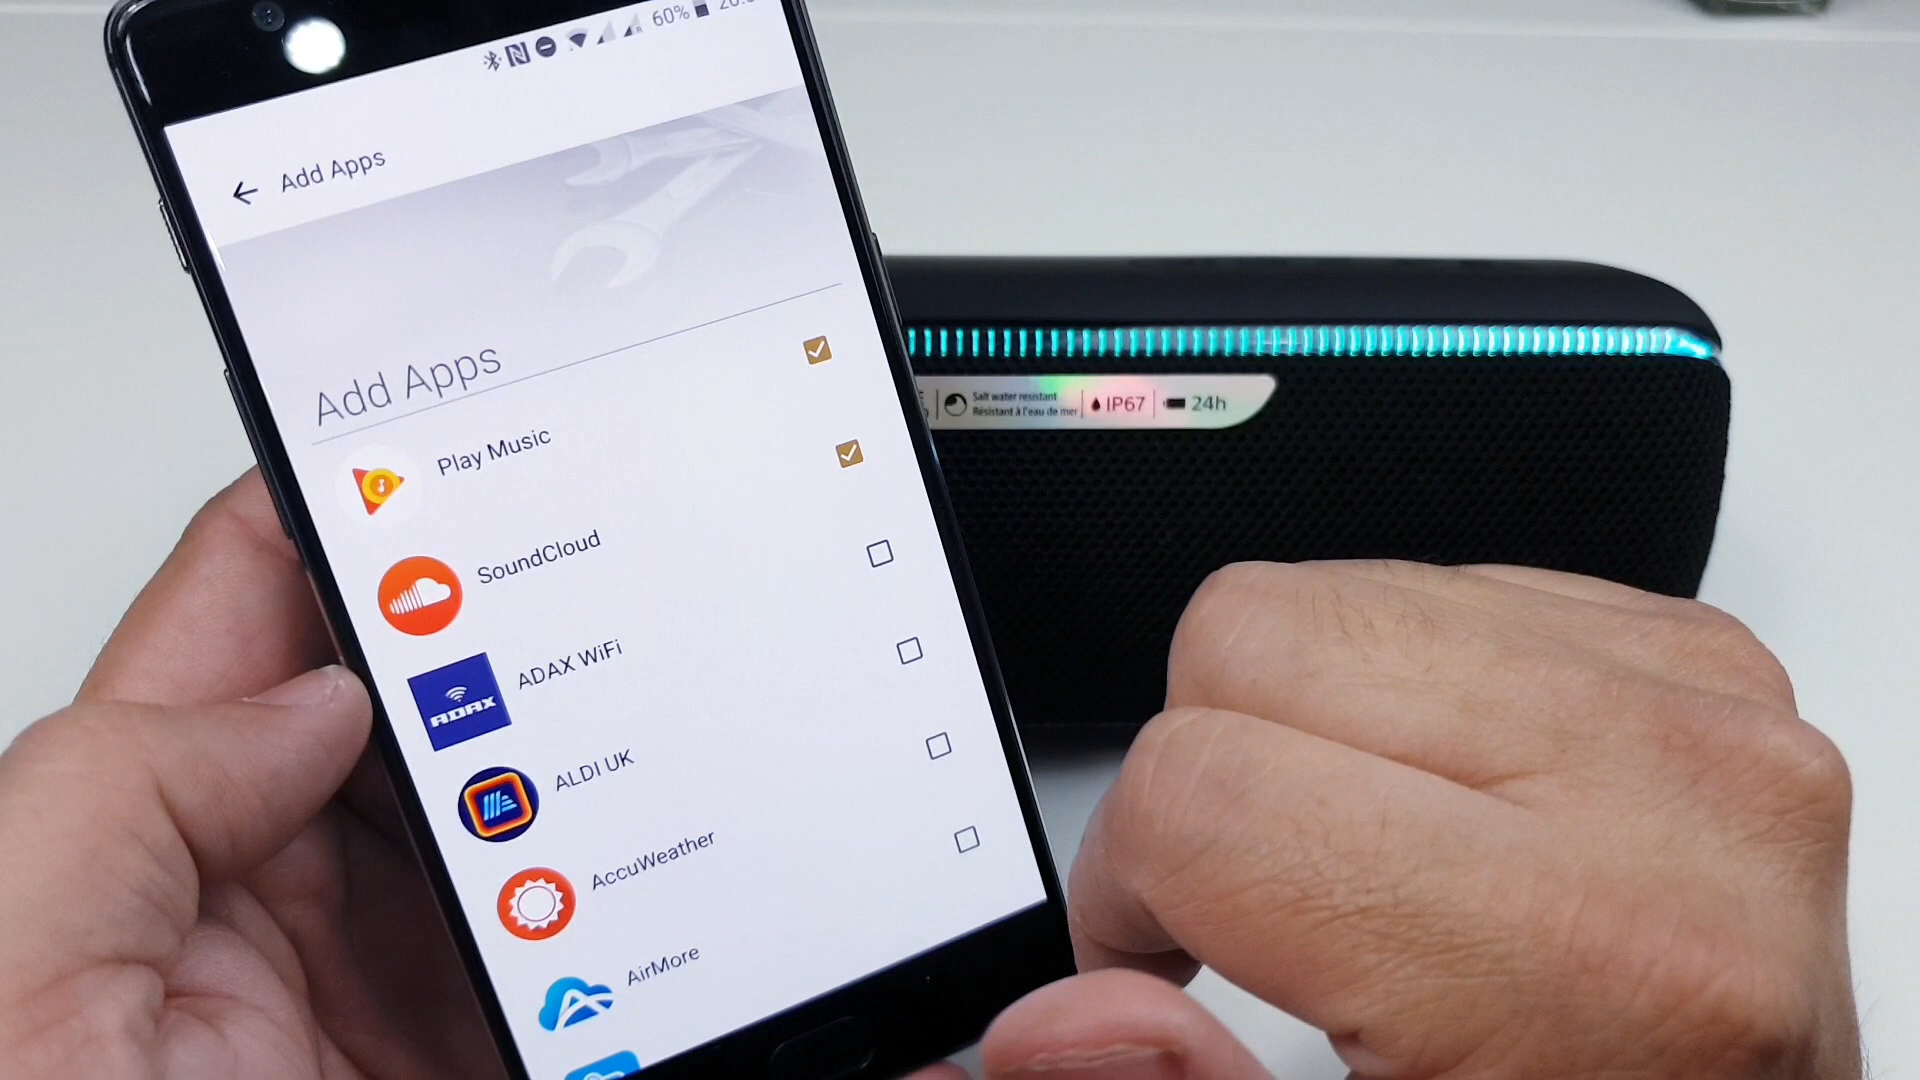 60%
Add Apps
Add Apps
Play Music
SoundCloud
ADAX
ADAX WiFi
ALDI UK
AccuWeather
AirMore
Salt water resistant
Résistant à l'eau de mer
IP67
24h